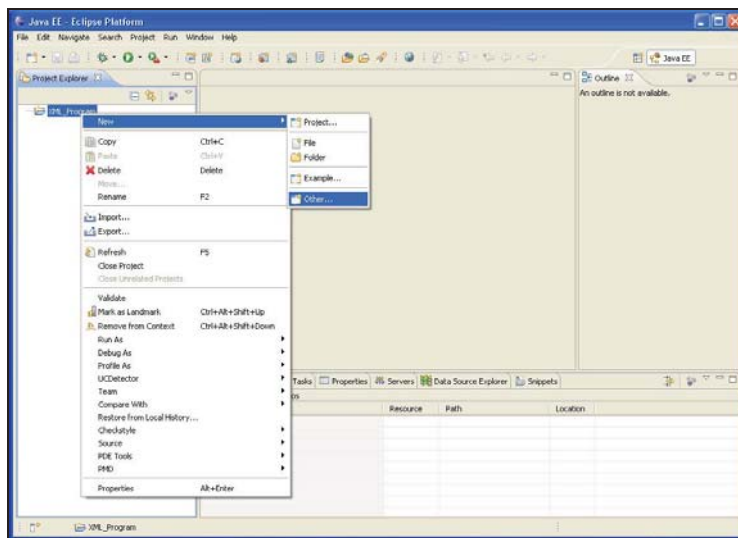 Java EE - Eclipse Platform
File Edit Navigate Search Project Run Window Help
Java EE
Project Explorer
Outline
An outline is not available.
XML_Program
New
Project...
Copy Ctrl+C
File
Paste Ctrl+V
Folder
Delete Delete
Move...
Example...
Rename F2
Other...
Import...
Export...
Refresh F5
Close Project
Close Unrelated Projects
Validate
Mark as Landmark Ctrl+Alt+Shift+Up
Remove from Context Ctrl+Alt+Shift+Down
Run As
Debug As
Profile As
UCDetector
Tasks Properties Servers Data Source Explorer Snippets
Team
Compare With
Resource Path Location
Restore from Local History...
Checkstyle
Source
PDE Tools
PMD
Properties Alt+Enter
XML_Program